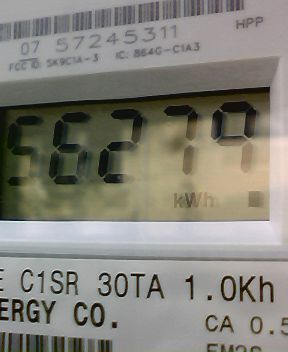 HPP
07 57245311
FCC ID: SK9C1A-3 IC: 864G-C1A3
56279
kWh
E C1SR 30TA 1.0Kh
ERGY CO.
CA 0.5